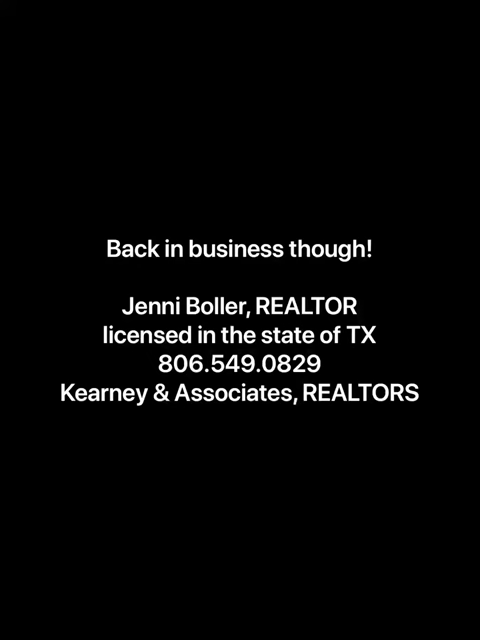 Back in business though!
Jenni Boller, REALTOR
licensed in the state of TX
806.549.0829
Kearney & Associates, REALTORS